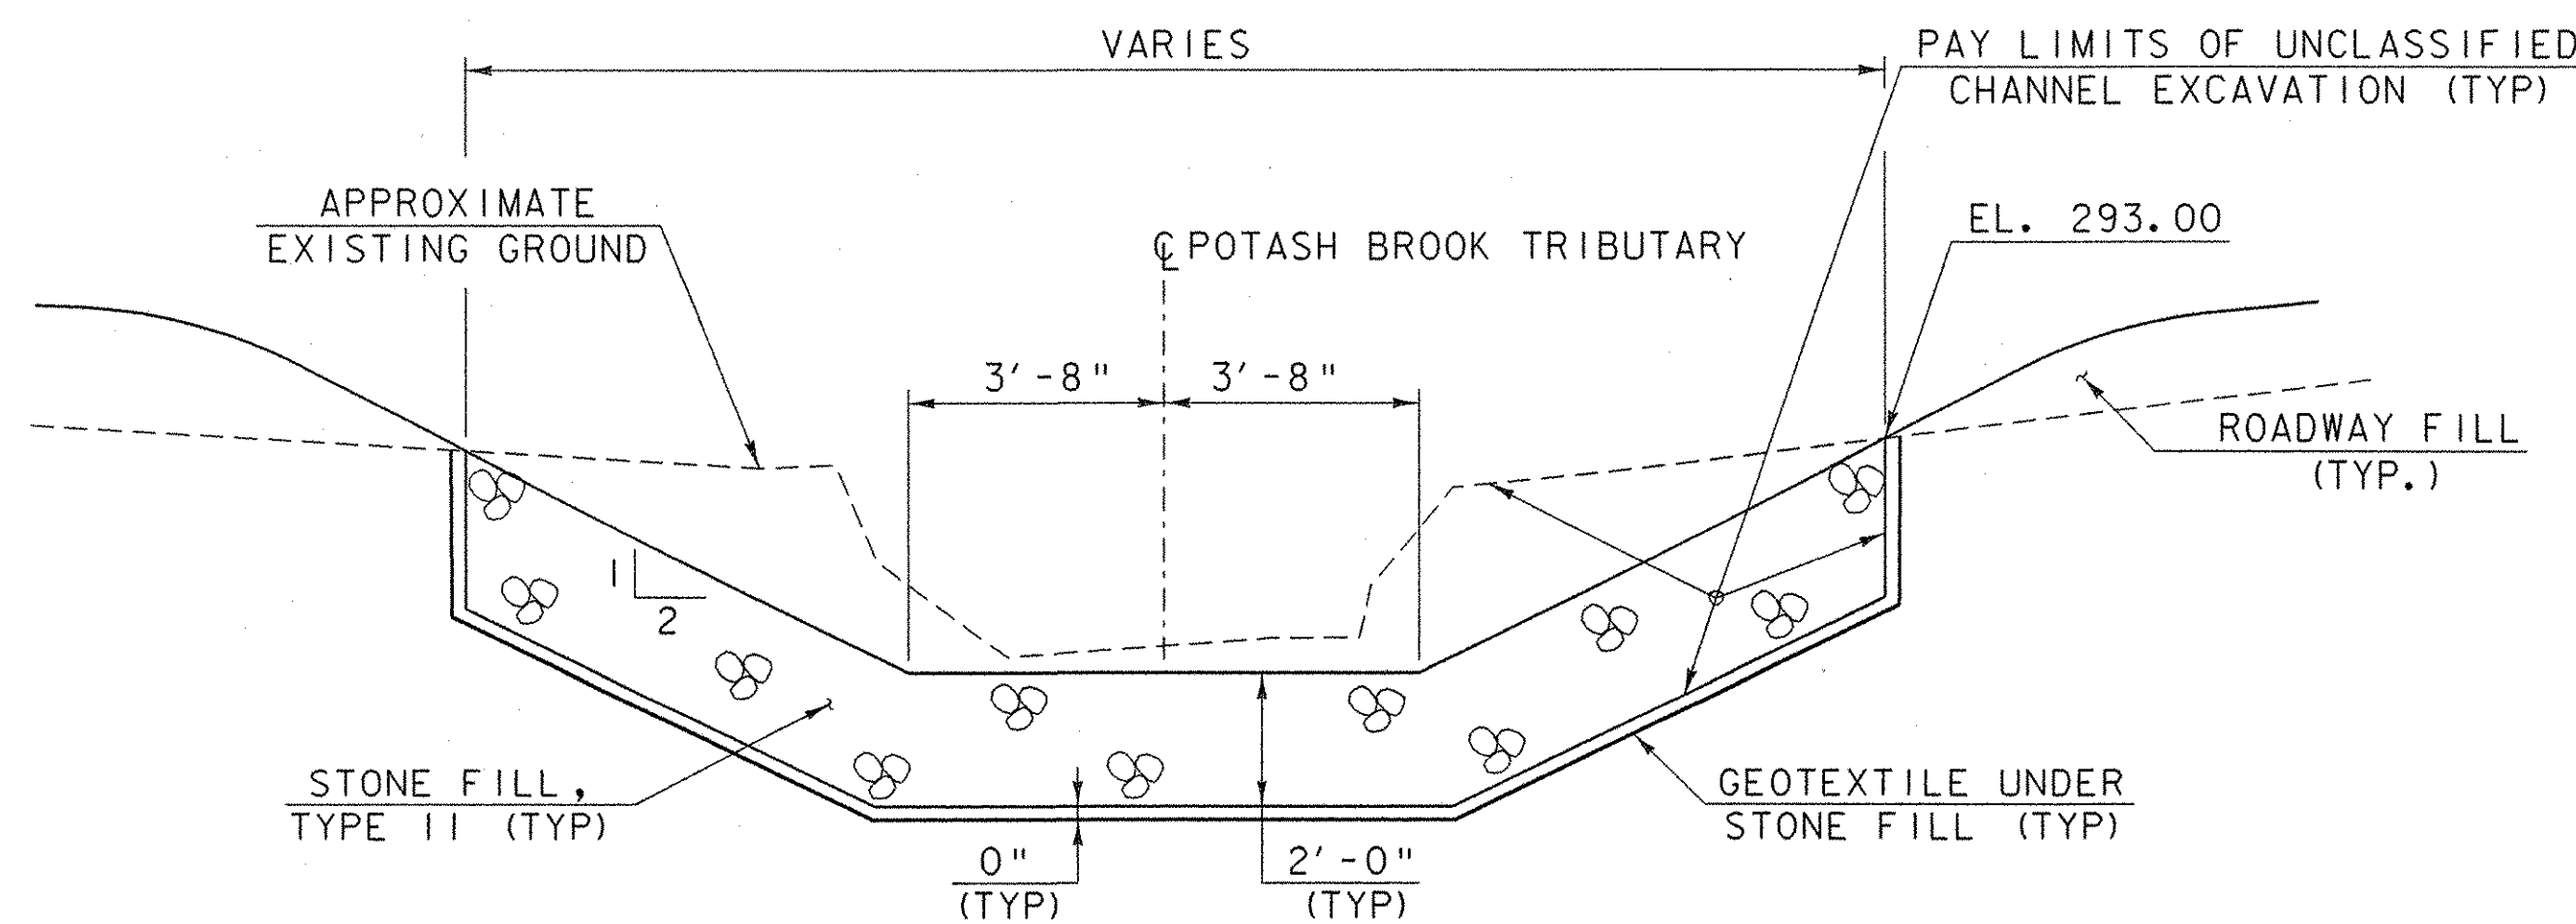 VARIES
PAY LIMITS OF UNCLASSIFIED
CHANNEL EXCAVATION (TYP)
APPROXIMATE
EXISTING GROUND
℄ POTASH BROOK TRIBUTARY
EL. 293.00
3'-8" 3'-8"
ROADWAY FILL
(TYP.)
1
2
STONE FILL,
TYPE II (TYP)
GEOTEXTILE UNDER
STONE FILL (TYP)
0"
(TYP)
2'-0"
(TYP)